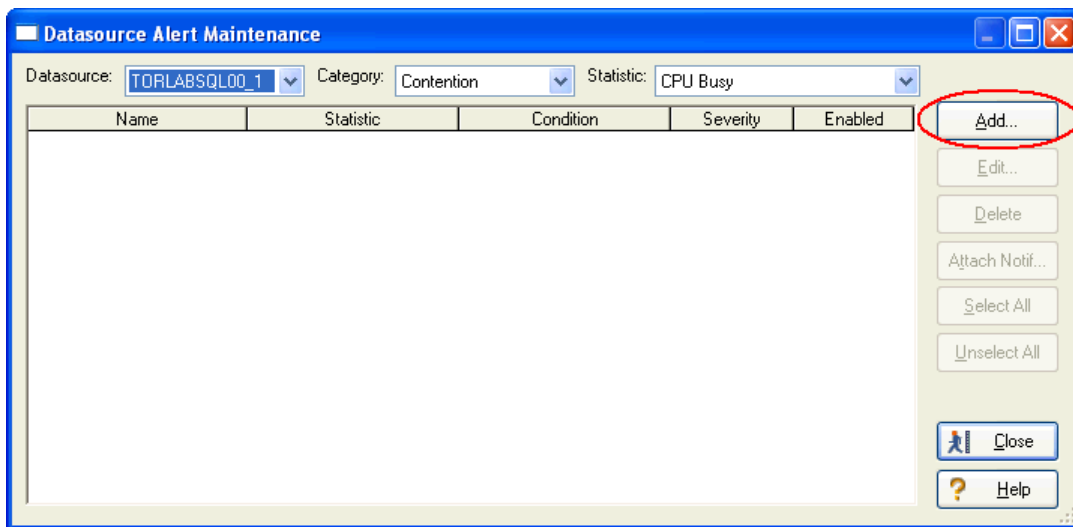 Datasource Alert Maintenance
Datasource: TORLABSQL00_1 Category: Contention Statistic: CPU Busy
Name Statistic Condition Severity Enabled
Add...
Edit...
Delete
Attach Notif...
Select All
Unselect All
Close
Help